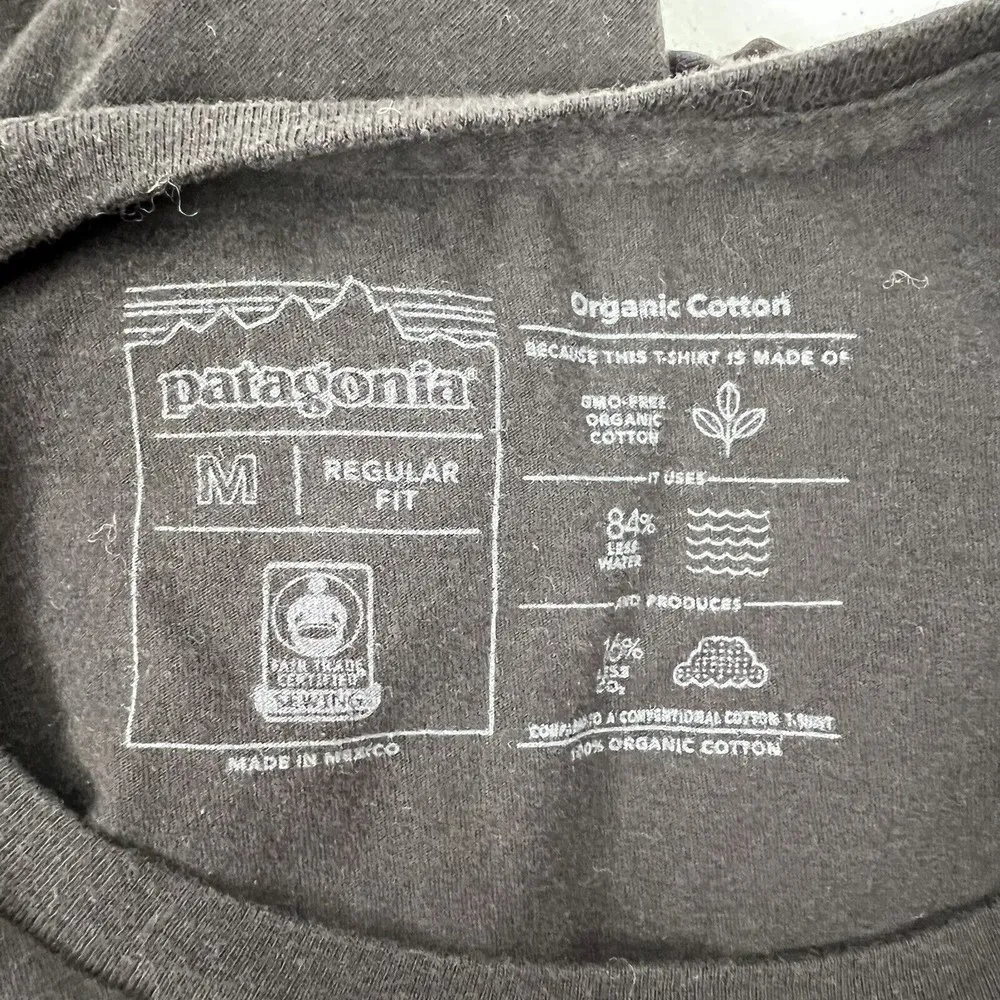 patagonia®
M
REGULAR
FIT
FAIR TRADE
CERTIFIED
SEWING
MADE IN MEXICO
Organic Cotton
BECAUSE THIS T-SHIRT IS MADE OF
GMO-FREE
ORGANIC
COTTON
IT USES
84%
LESS
WATER
AND PRODUCES
16%
LESS
CO₂
COMPARED TO A CONVENTIONAL COTTON T-SHIRT
100% ORGANIC COTTON